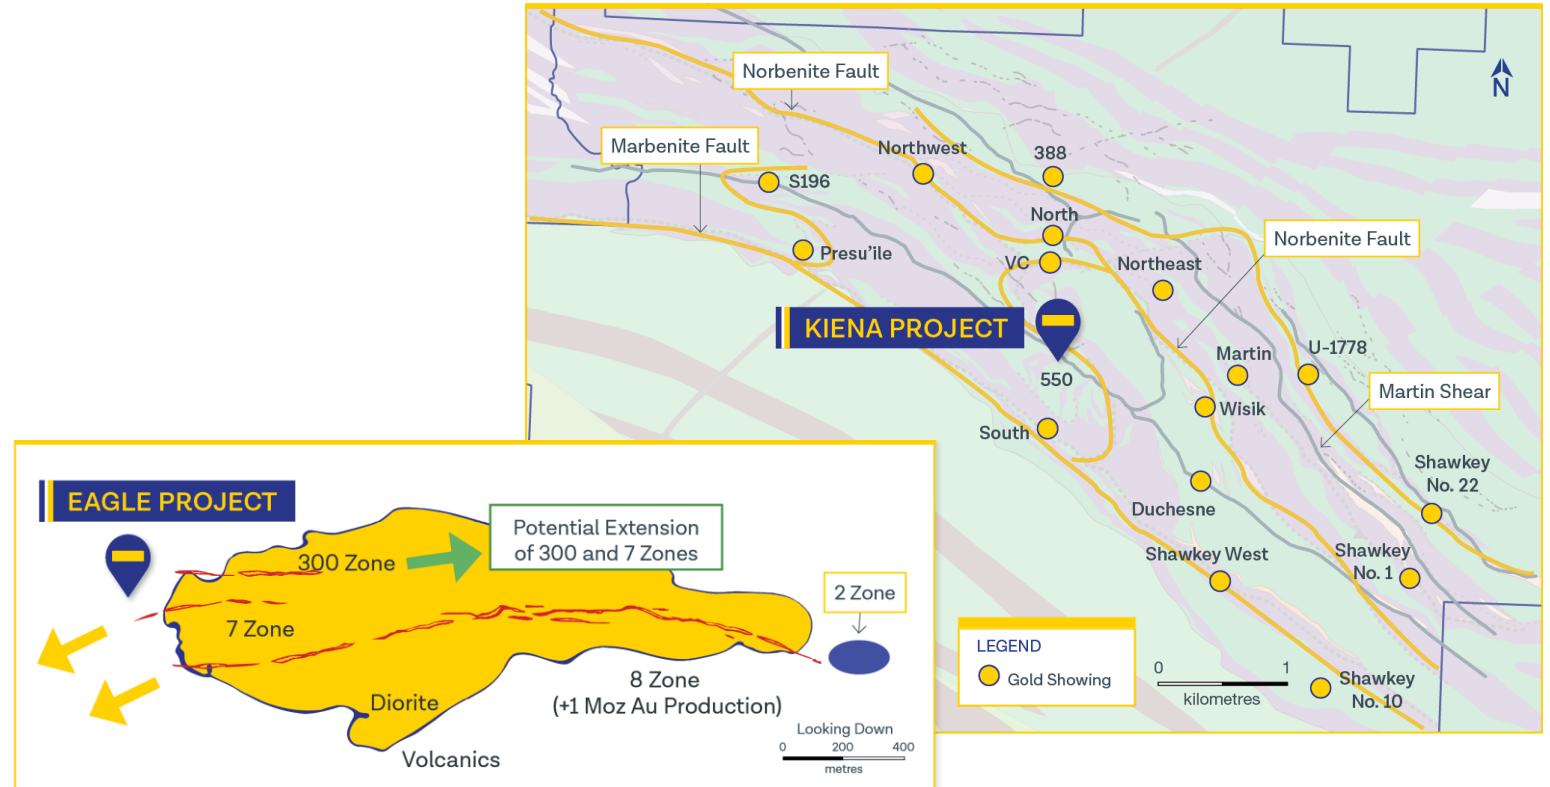 Norbenite Fault
N
Marbenite Fault
Northwest
388
S196
North
Norbenite Fault
Presu’ile
VC
Northeast
KIENA PROJECT
Martin
U-1778
550
Martin Shear
Wisik
South
Shawkey
No. 22
Duchesne
Shawkey West
Shawkey
No. 1
LEGEND
Gold Showing
0 1
kilometres
Shawkey
No. 10
EAGLE PROJECT
Potential Extension
of 300 and 7 Zones
300 Zone
2 Zone
7 Zone
8 Zone
(+1 Moz Au Production)
Diorite
Volcanics
Looking Down
0 200 400
metres